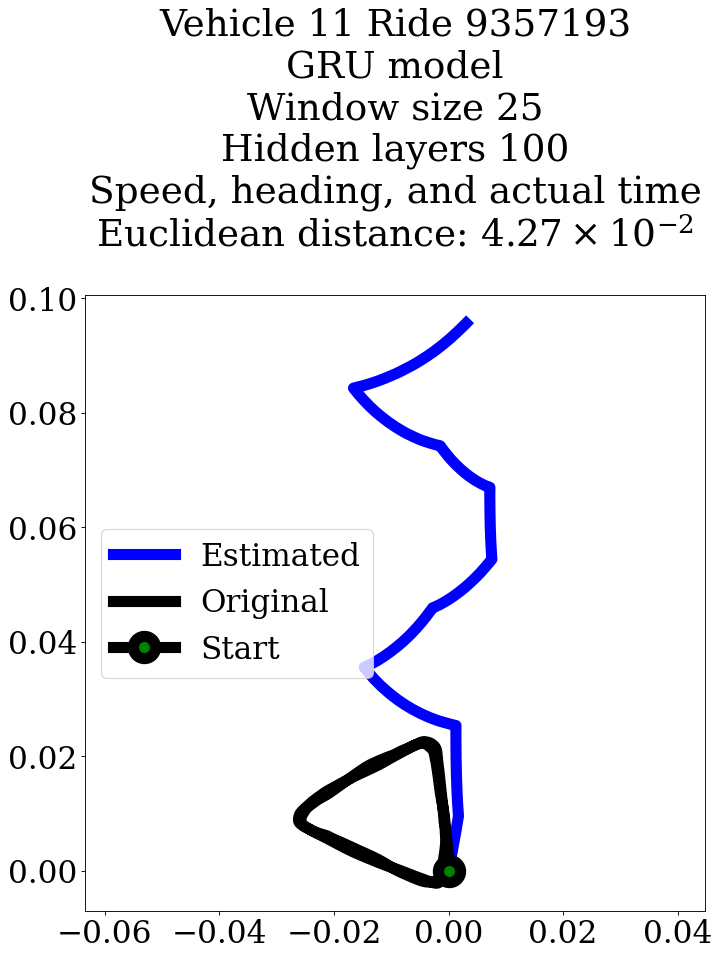 Vehicle 11 Ride 9357193
GRU model
Window size 25
Hidden layers 100
Speed, heading, and actual time
Euclidean distance: 4.27 × 10⁻²
0.10
0.08
0.06
0.04
0.02
0.00
Estimated
Original
Start
−0.06 −0.04 −0.02 0.00 0.02 0.04